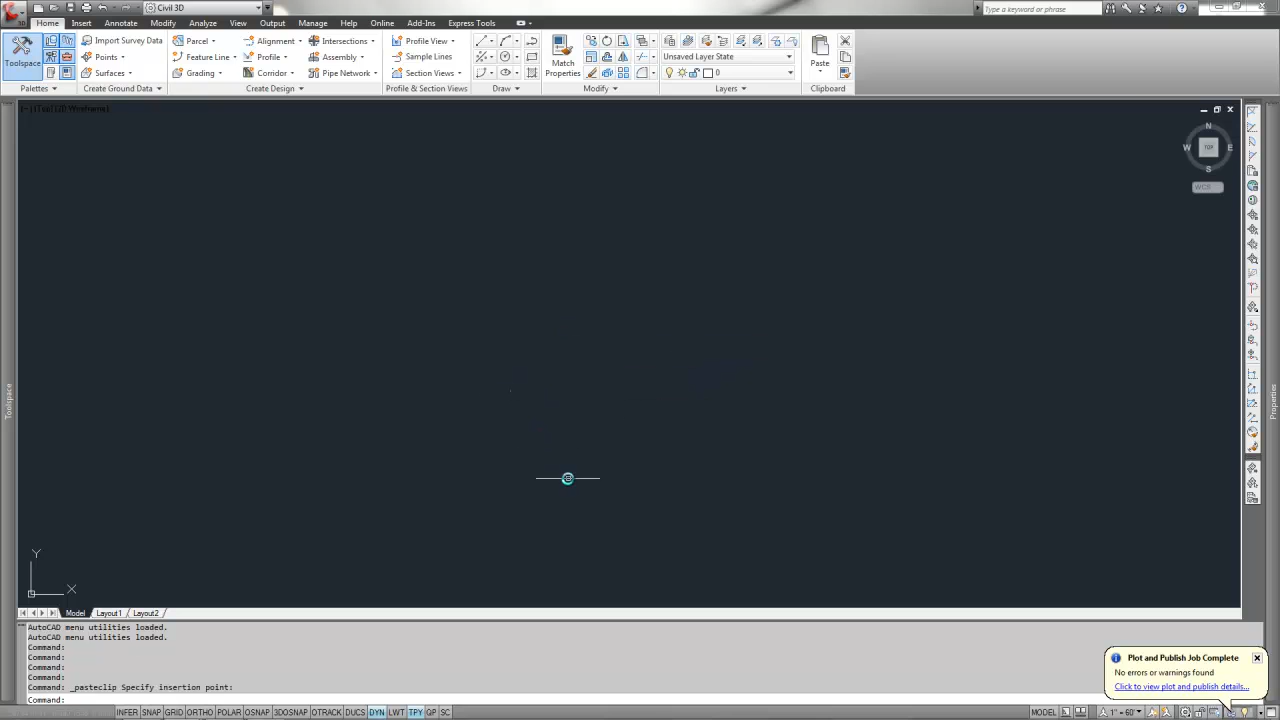 Civil 3D
Type a keyword or phrase
Home Insert Annotate Modify Analyze View Output Manage Help Online Add-Ins Express Tools
Toolspace
Import Survey Data
Points
Surfaces
Parcel
Feature Line
Grading
Alignment
Profile
Corridor
Intersections
Assembly
Pipe Network
Profile View
Sample Lines
Section Views
Match
Properties
Unsaved Layer State
0
Paste
Palettes Create Ground Data Create Design Profile & Section Views Draw Modify Layers Clipboard
[-][Top][2D Wireframe]
N
W TOP E
S
WCS
Toolspace
Properties
Y
X
Model Layout1 Layout2
AutoCAD menu utilities loaded.
AutoCAD menu utilities loaded.
Command:
Command:
Command:
Command:
Command: _pasteclip Specify insertion point:
Command:
Plot and Publish Job Complete
No errors or warnings found
Click to view plot and publish details...
INFER SNAP GRID ORTHO POLAR OSNAP 3DOSNAP OTRACK DUCS DYN LWT TPY QP SC
MODEL 1" = 60'